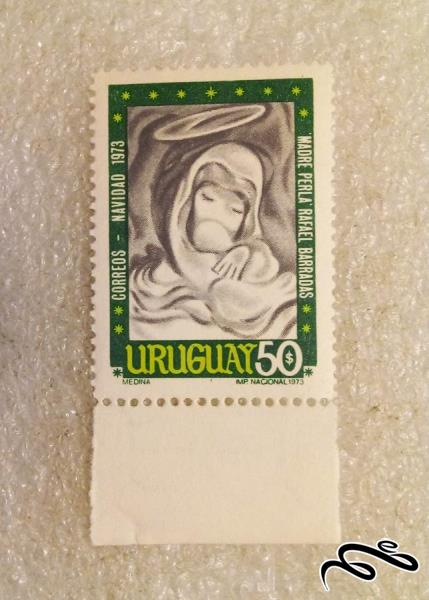 CORREOS - NAVIDAD 1973
'MADRE PERLA' RAFAEL BARRADAS
URUGUAY 50$
MEDINA IMP. NACIONAL 1973